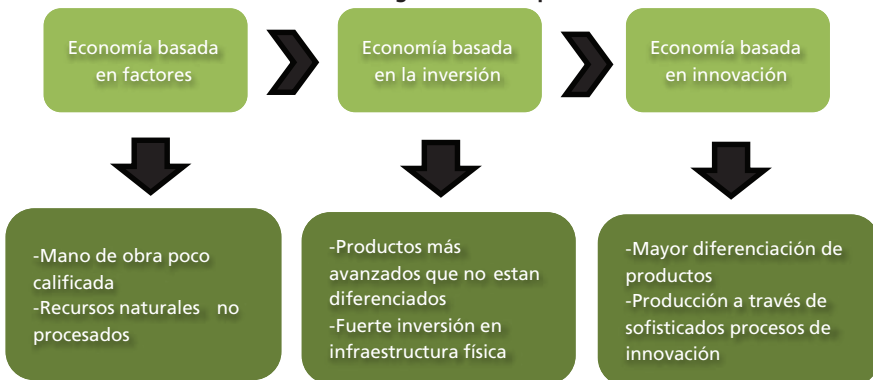 Economía basada
en factores
Economía basada
en la inversión
Economía basada
en innovación
-Mano de obra poco
calificada
-Recursos naturales no
procesados
-Productos más
avanzados que no estan
diferenciados
-Fuerte inversión en
infraestructura física
-Mayor diferenciación de
productos
-Producción a través de
sofisticados procesos de
innovación